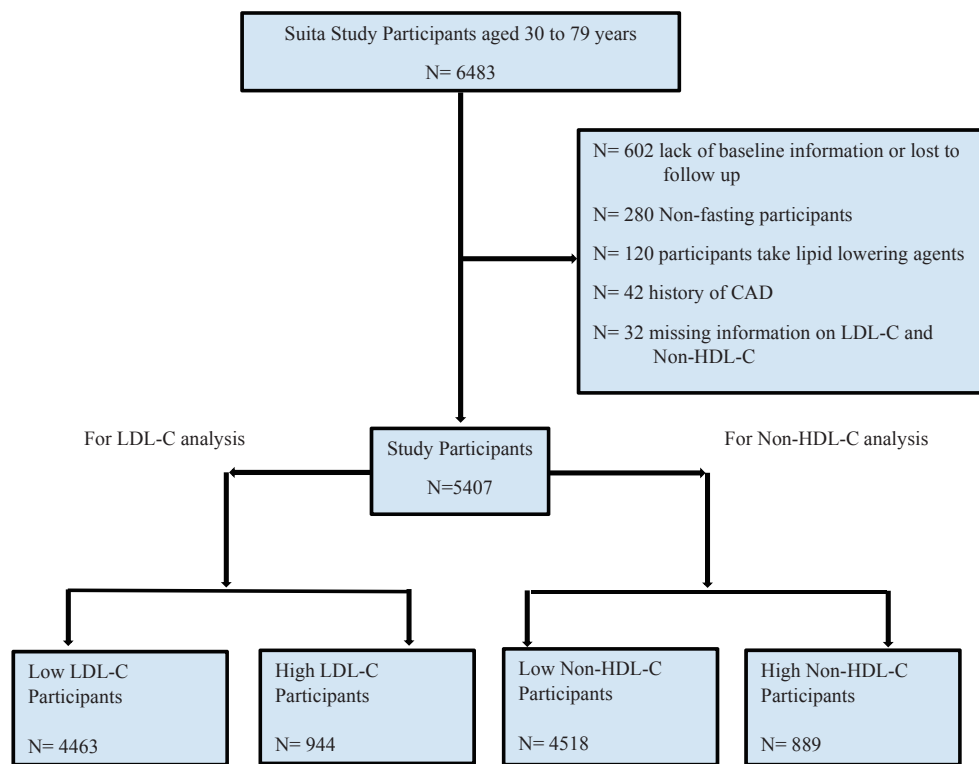 Suita Study Participants aged 30 to 79 years
N= 6483
N= 602 lack of baseline information or lost to
follow up
N= 280 Non-fasting participants
N= 120 participants take lipid lowering agents
N= 42 history of CAD
N= 32 missing information on LDL-C and
Non-HDL-C
For LDL-C analysis
Study Participants
N=5407
For Non-HDL-C analysis
Low LDL-C
Participants
N= 4463
High LDL-C
Participants
N= 944
Low Non-HDL-C
Participants
N= 4518
High Non-HDL-C
Participants
N= 889